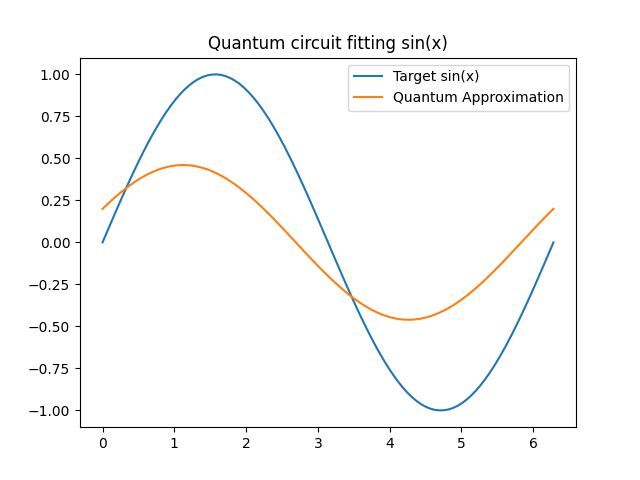 Quantum circuit fitting sin(x)
Target sin(x)
Quantum Approximation
1.00
0.75
0.50
0.25
0.00
−0.25
−0.50
−0.75
−1.00
0 1 2 3 4 5 6